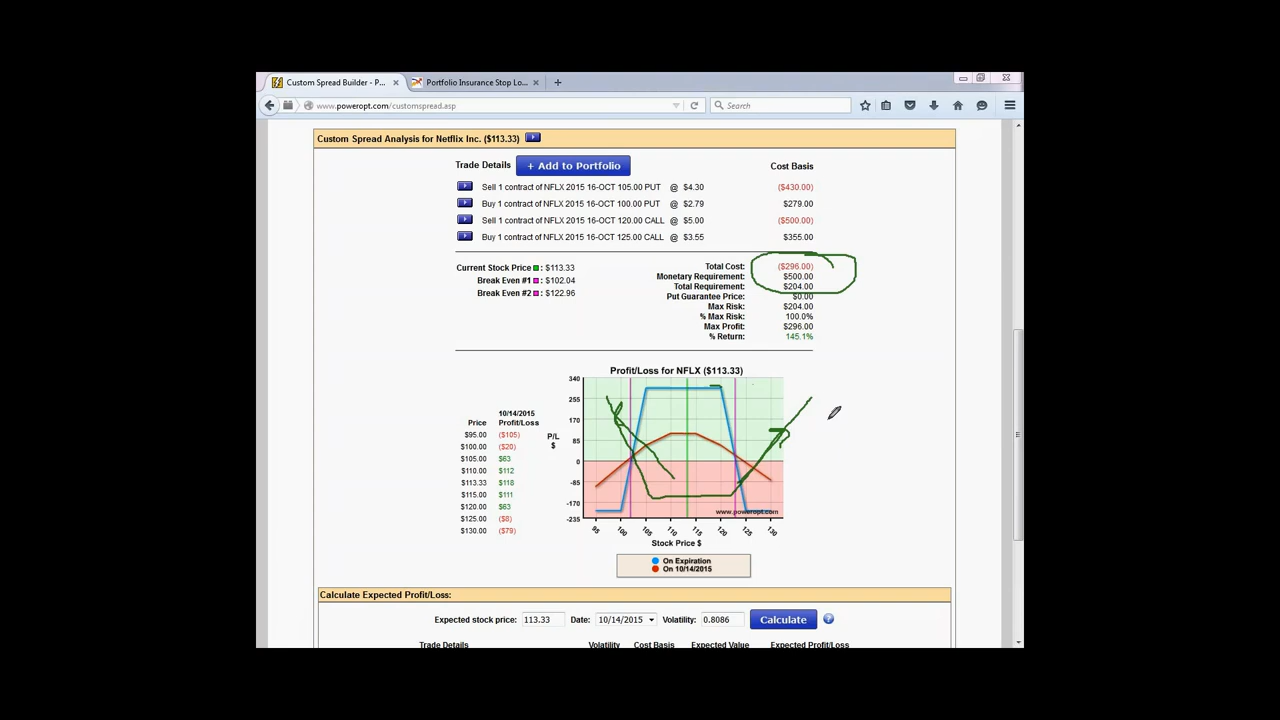 Custom Spread Builder - P... × Portfolio Insurance Stop Lo... × +
www.poweropt.com/customspread.asp Search
Custom Spread Analysis for Netflix Inc. ($113.33)
Trade Details + Add to Portfolio Cost Basis
Sell 1 contract of NFLX 2015 16-OCT 105.00 PUT @ $4.30 ($430.00)
Buy 1 contract of NFLX 2015 16-OCT 100.00 PUT @ $2.79 $279.00
Sell 1 contract of NFLX 2015 16-OCT 120.00 CALL @ $5.00 ($500.00)
Buy 1 contract of NFLX 2015 16-OCT 125.00 CALL @ $3.55 $355.00
Current Stock Price : $113.33
Break Even #1 : $102.04
Break Even #2 : $122.96
Total Cost: ($296.00)
Monetary Requirement: $500.00
Total Requirement: $204.00
Put Guarantee Price: $0.00
Max Risk: $204.00
% Max Risk: 100.0%
Max Profit: $296.00
% Return: 145.1%
10/14/2015
Price Profit/Loss
$95.00 ($105)
$100.00 ($20)
$105.00 $63
$110.00 $112
$113.33 $118
$115.00 $111
$120.00 $63
$125.00 ($8)
$130.00 ($79)
Profit/Loss for NFLX ($113.33)
340
255
170
85
0
-85
-170
-235
P/L
$
www.poweropt.com
95 100 105 110 115 120 125 130
Stock Price $
On Expiration
On 10/14/2015
Calculate Expected Profit/Loss:
Expected stock price: 113.33 Date: 10/14/2015 Volatility: 0.8086 Calculate ?
Trade Details Volatility Cost Basis Expected Value Expected Profit/Loss